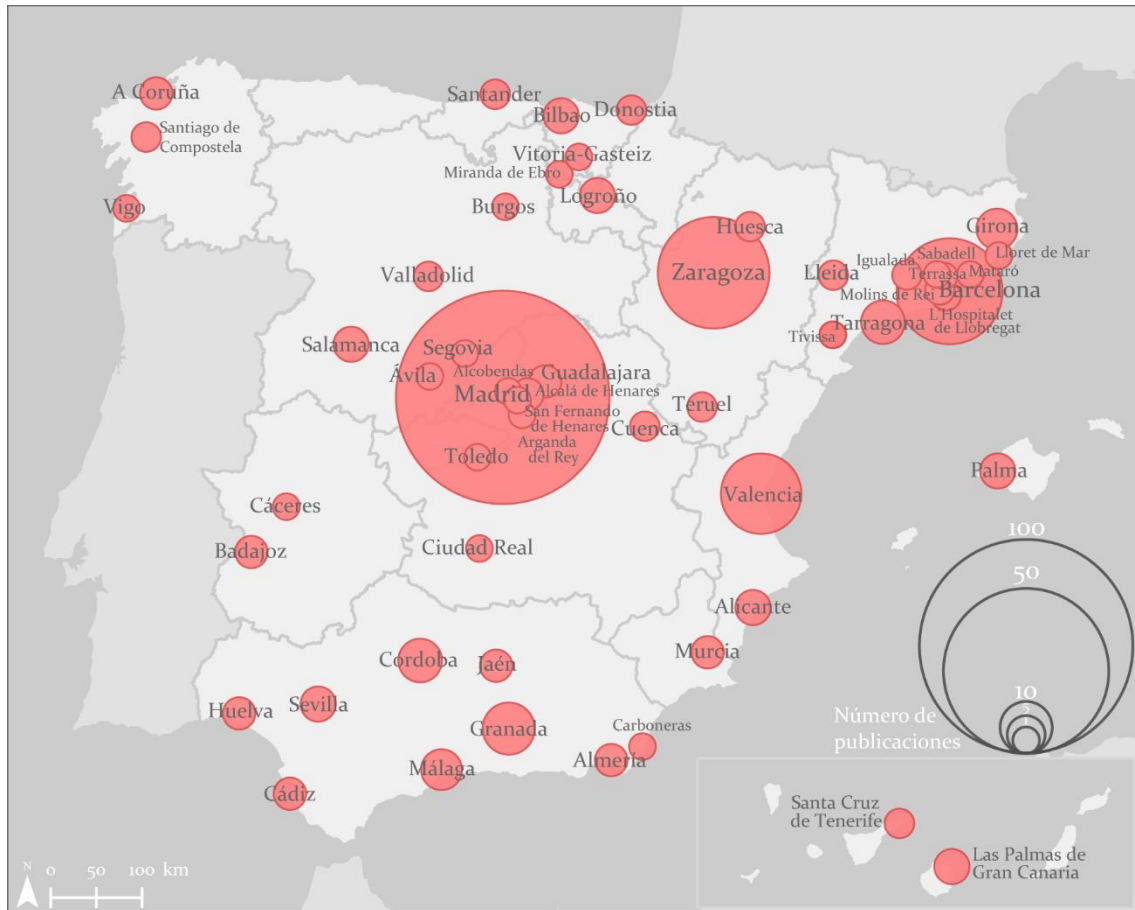 A Coruña
Santander
Bilbao
Donostia
Santiago de
Compostela
Vitoria-Gasteiz
Miranda de Ebro
Logroño
Vigo
Burgos
Huesca
Girona
Zaragoza
Lleida
Igualada
Sabadell
Lloret de Mar
Terrassa
Mataró
Molins de Rei
Barcelona
L'Hospitalet
de Llobregat
Tarragona
Tivissa
Valladolid
Salamanca
Segovia
Ávila
Alcobendas
Guadalajara
Madrid
Alcalá de Henares
San Fernando
de Henares
Arganda
del Rey
Toledo
Cuenca
Teruel
Valencia
Palma
Cáceres
Badajoz
Ciudad Real
Alicante
Murcia
Córdoba
Jaén
Huelva
Sevilla
Granada
Carboneras
Málaga
Almería
Cádiz
100
50
10
5
1
Número de
publicaciones
Santa Cruz
de Tenerife
Las Palmas de
Gran Canaria
N
0 50 100 km